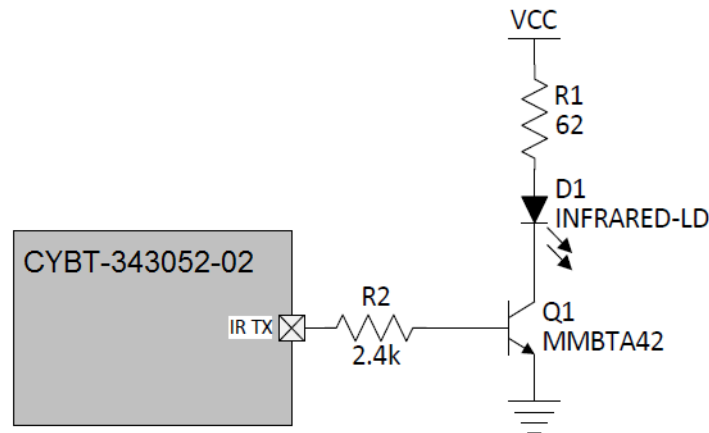 VCC
R1
62
D1
INFRARED-LD
CYBT-343052-02
IR TX
R2
2.4k
Q1
MMBTA42